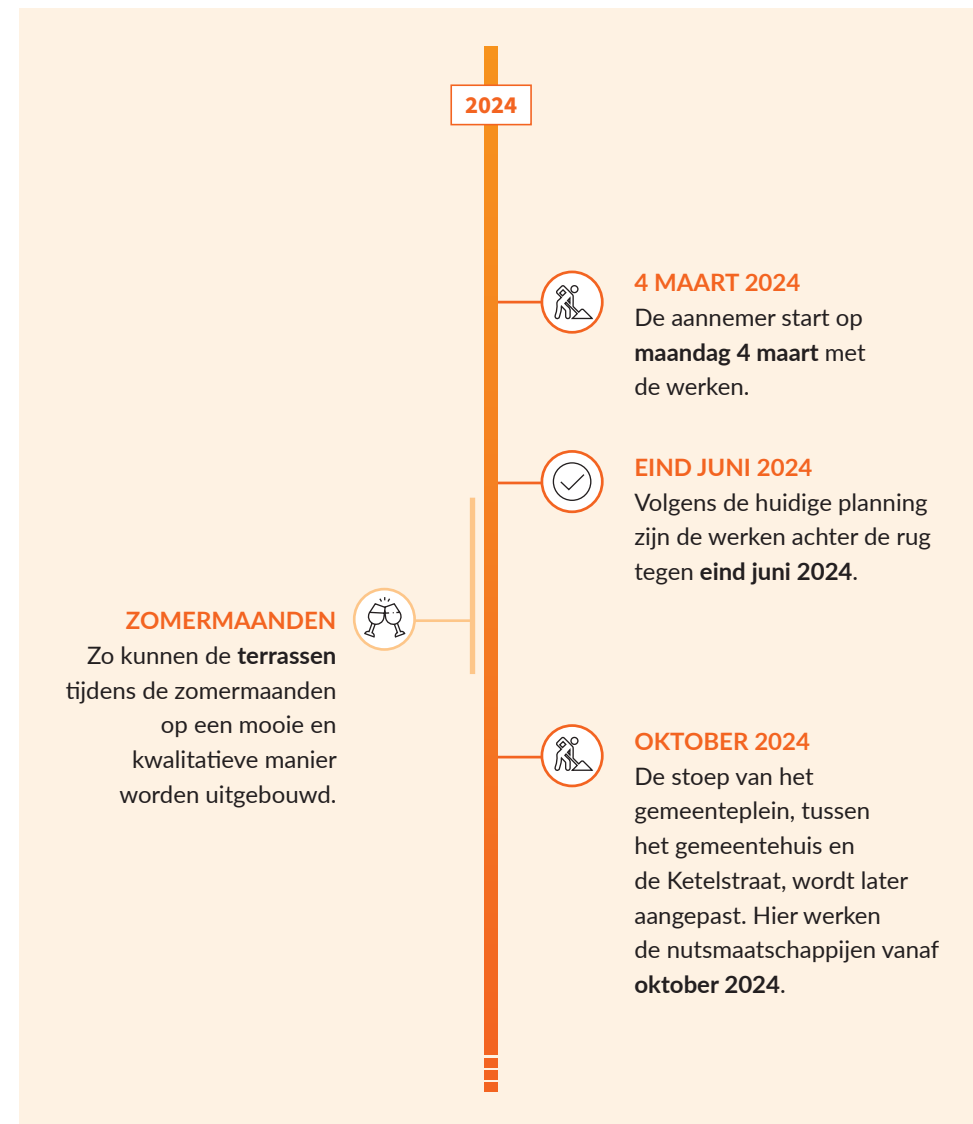 2024
4 MAART 2024
De aannemer start op
maandag 4 maart met
de werken.
EIND JUNI 2024
Volgens de huidige planning
zijn de werken achter de rug
tegen eind juni 2024.
ZOMERMAANDEN
Zo kunnen de terrassen
tijdens de zomermaanden
op een mooie en
kwalitatieve manier
worden uitgebouwd.
OKTOBER 2024
De stoep van het
gemeenteplein, tussen
het gemeentehuis en
de Ketelstraat, wordt later
aangepast. Hier werken
de nutsmaatschappijen vanaf
oktober 2024.